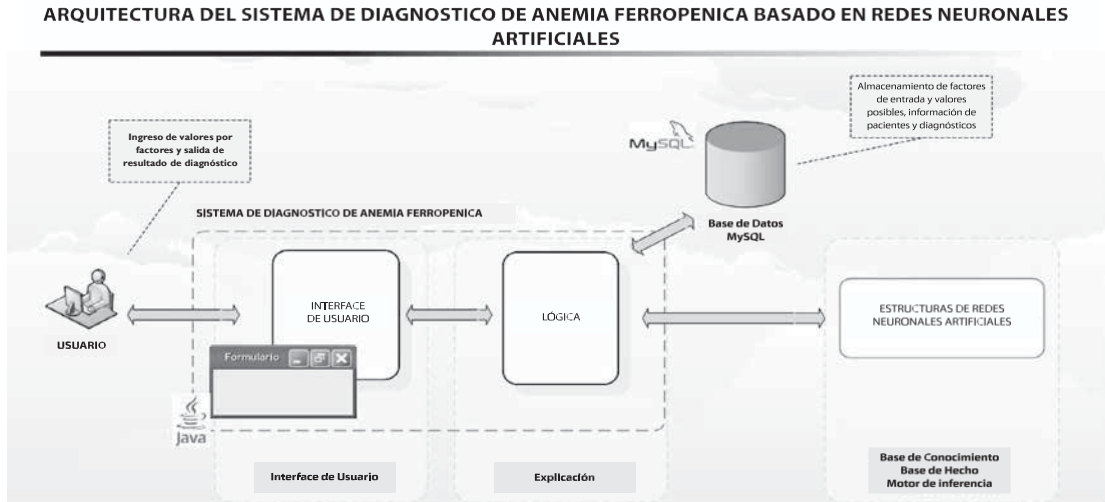 ARQUITECTURA DEL SISTEMA DE DIAGNOSTICO DE ANEMIA FERROPENICA BASADO EN REDES NEURONALES
ARTIFICIALES
Almacenamiento de factores
de entrada y valores
posibles, información de
pacientes y diagnósticos
Ingreso de valores por
factores y salida de
resultado de diagnóstico
MySQL
Base de Datos
MySQL
SISTEMA DE DIAGNOSTICO DE ANEMIA FERROPENICA
USUARIO
INTERFACE
DE USUARIO
LÓGICA
ESTRUCTURAS DE REDES
NEURONALES ARTIFICIALES
Formulario
Java
Interface de Usuario
Explicación
Base de Conocimiento
Base de Hecho
Motor de inferencia